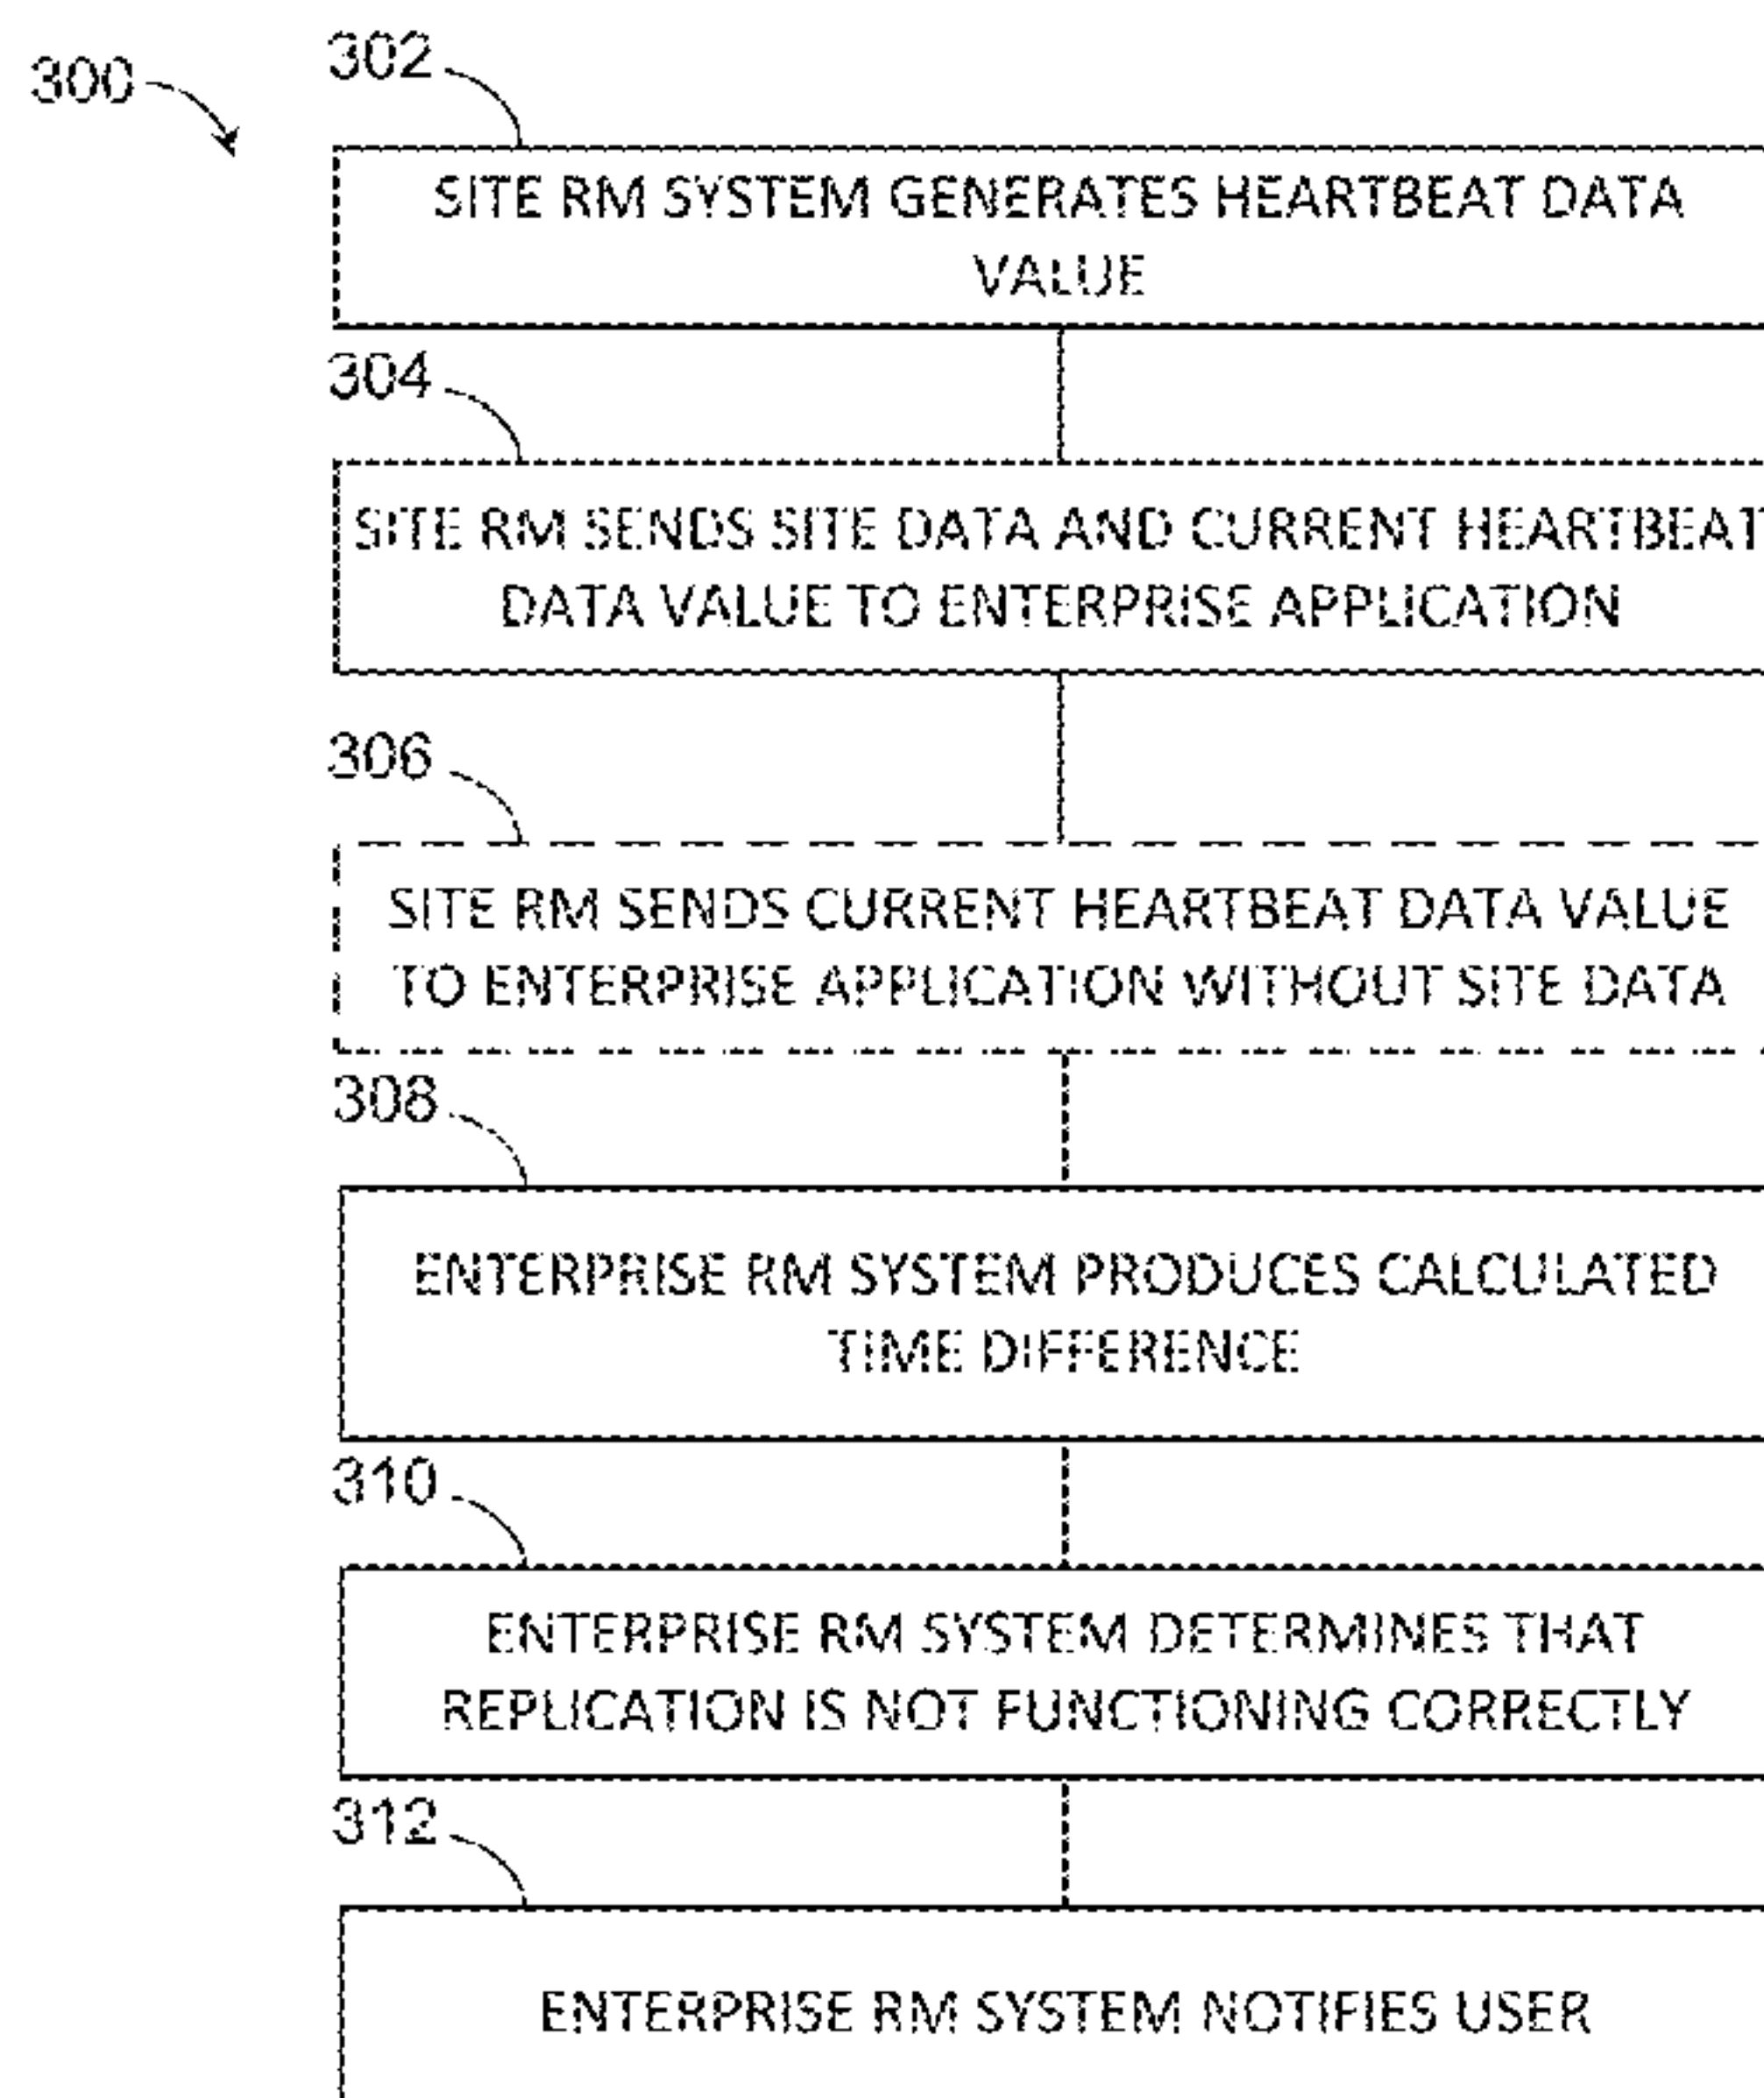 300
302
SITE RM SYSTEM GENERATES HEARTBEAT DATA
VALUE
304
SITE RM SENDS SITE DATA AND CURRENT HEARTBEAT
DATA VALUE TO ENTERPRISE APPLICATION
306
SITE RM SENDS CURRENT HEARTBEAT DATA VALUE
TO ENTERPRISE APPLICATION WITHOUT SITE DATA
308
ENTERPRISE RM SYSTEM PRODUCES CALCULATED
TIME DIFFERENCE
310
ENTERPRISE RM SYSTEM DETERMINES THAT
REPLICATION IS NOT FUNCTIONING CORRECTLY
312
ENTERPRISE RM SYSTEM NOTIFIES USER